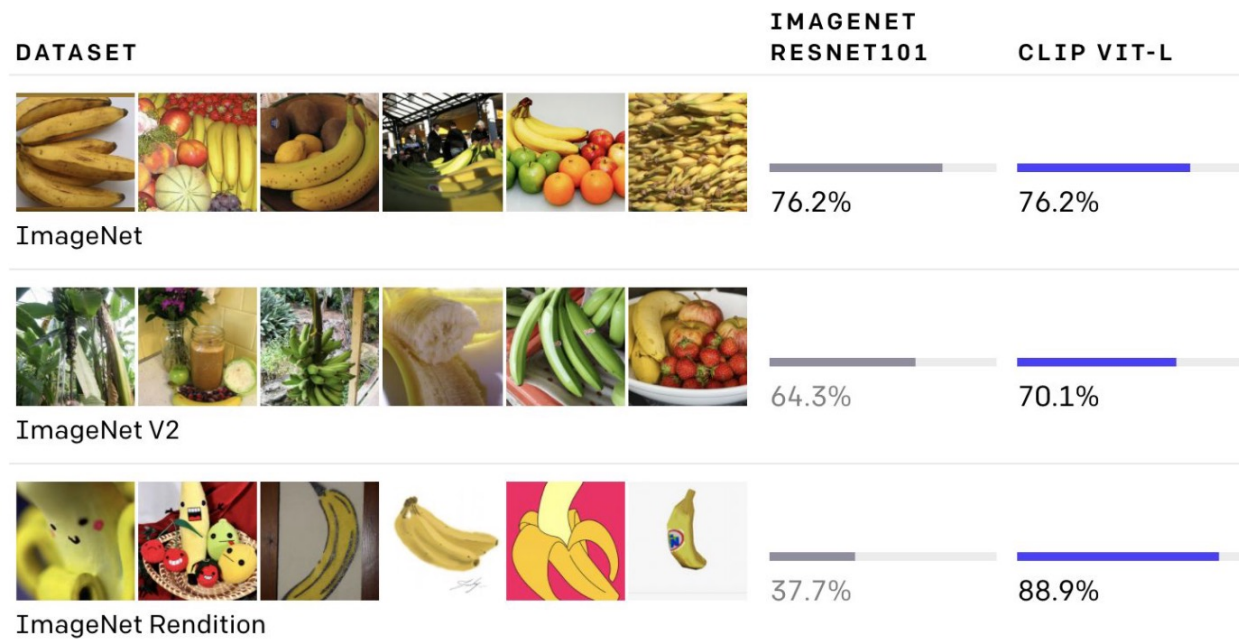 DATASET
IMAGENET
RESNET101
CLIP VIT-L
76.2%
76.2%
ImageNet
64.3%
70.1%
ImageNet V2
37.7%
88.9%
ImageNet Rendition